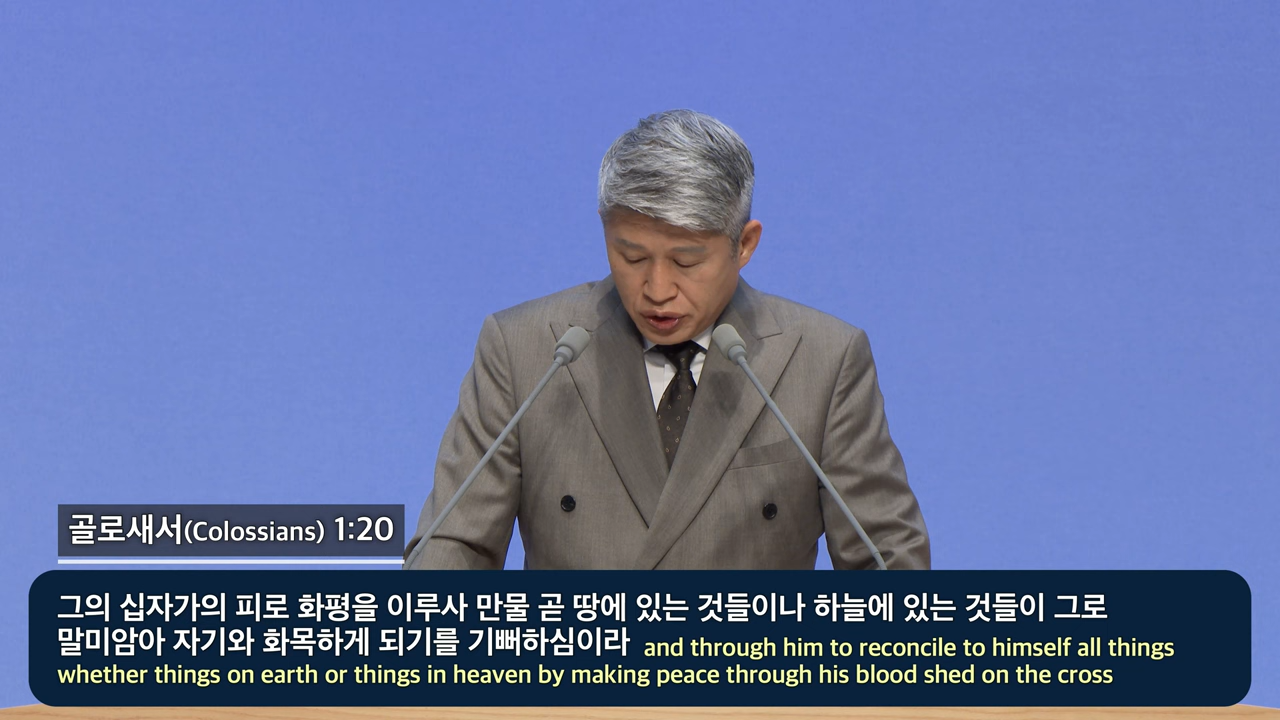 골로새서(Colossians) 1:20
그의 십자가의 피로 화평을 이루사 만물 곧 땅에 있는 것들이나 하늘에 있는 것들이 그로
말미암아 자기와 화목하게 되기를 기뻐하심이라 and through him to reconcile to himself all things
whether things on earth or things in heaven by making peace through his blood shed on the cross